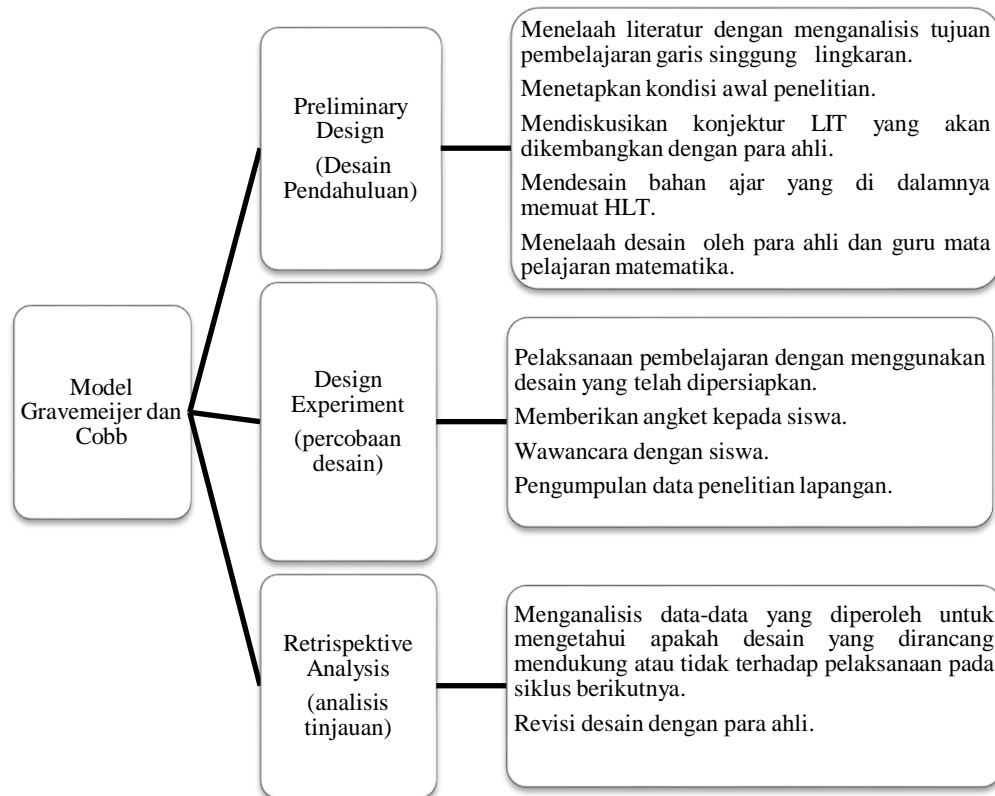 Model
Gravemeijer dan
Cobb
Preliminary
Design
(Desain
Pendahuluan)
Menelaah literatur dengan menganalisis tujuan
pembelajaran garis singgung lingkaran.
Menetapkan kondisi awal penelitian.
Mendiskusikan konjektur LIT yang akan
dikembangkan dengan para ahli.
Mendesain bahan ajar yang di dalamnya
memuat HLT.
Menelaah desain oleh para ahli dan guru mata
pelajaran matematika.
Design
Experiment
(percobaan
desain)
Pelaksanaan pembelajaran dengan menggunakan
desain yang telah dipersiapkan.
Memberikan angket kepada siswa.
Wawancara dengan siswa.
Pengumpulan data penelitian lapangan.
Retrispektive
Analysis
(analisis
tinjauan)
Menganalisis data-data yang diperoleh untuk
mengetahui apakah desain yang dirancang
mendukung atau tidak terhadap pelaksanaan pada
siklus berikutnya.
Revisi desain dengan para ahli.